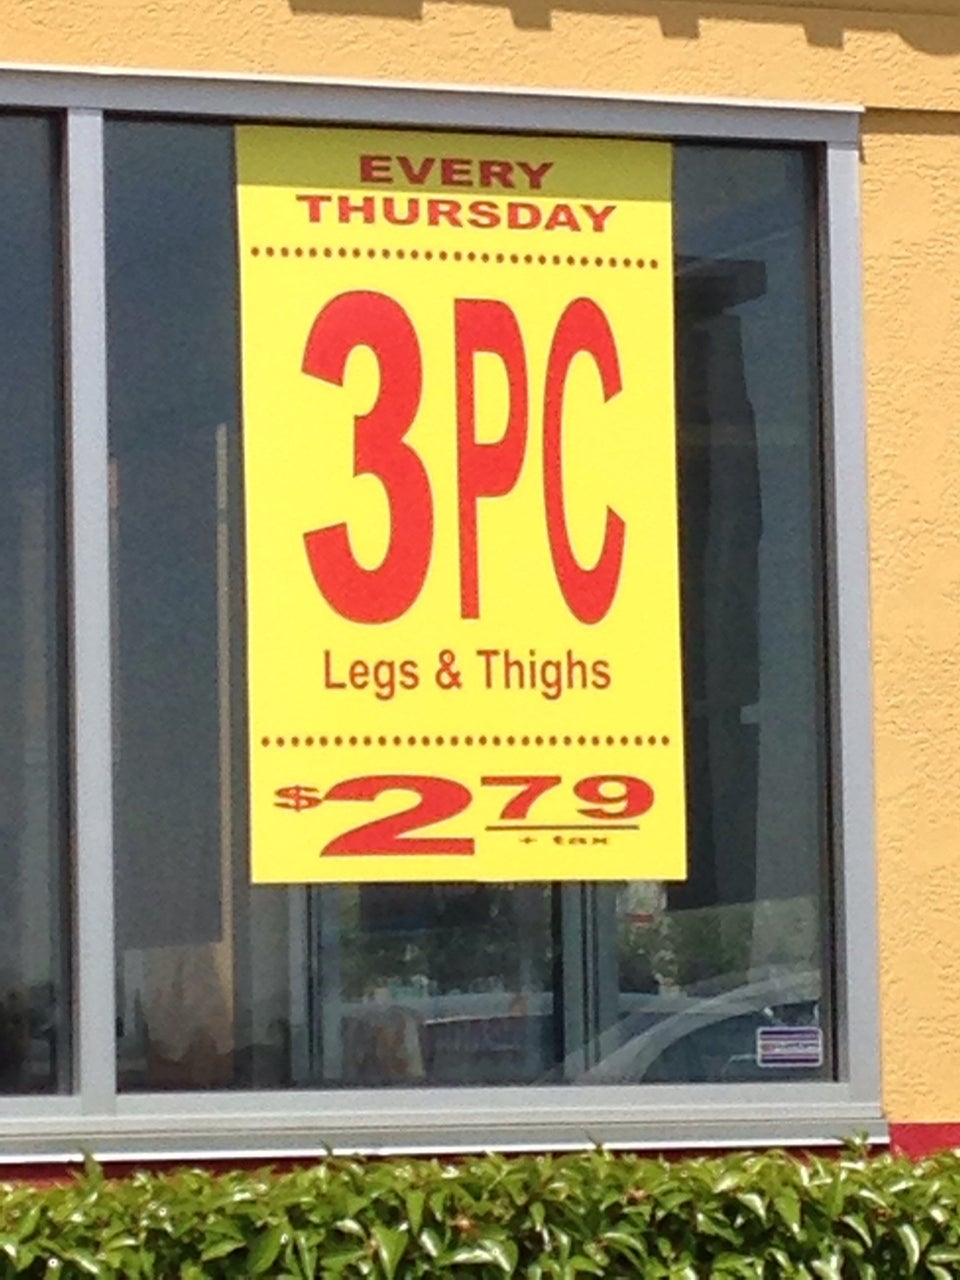 EVERY
THURSDAY
3PC
Legs & Thighs
$2 79
+ tax